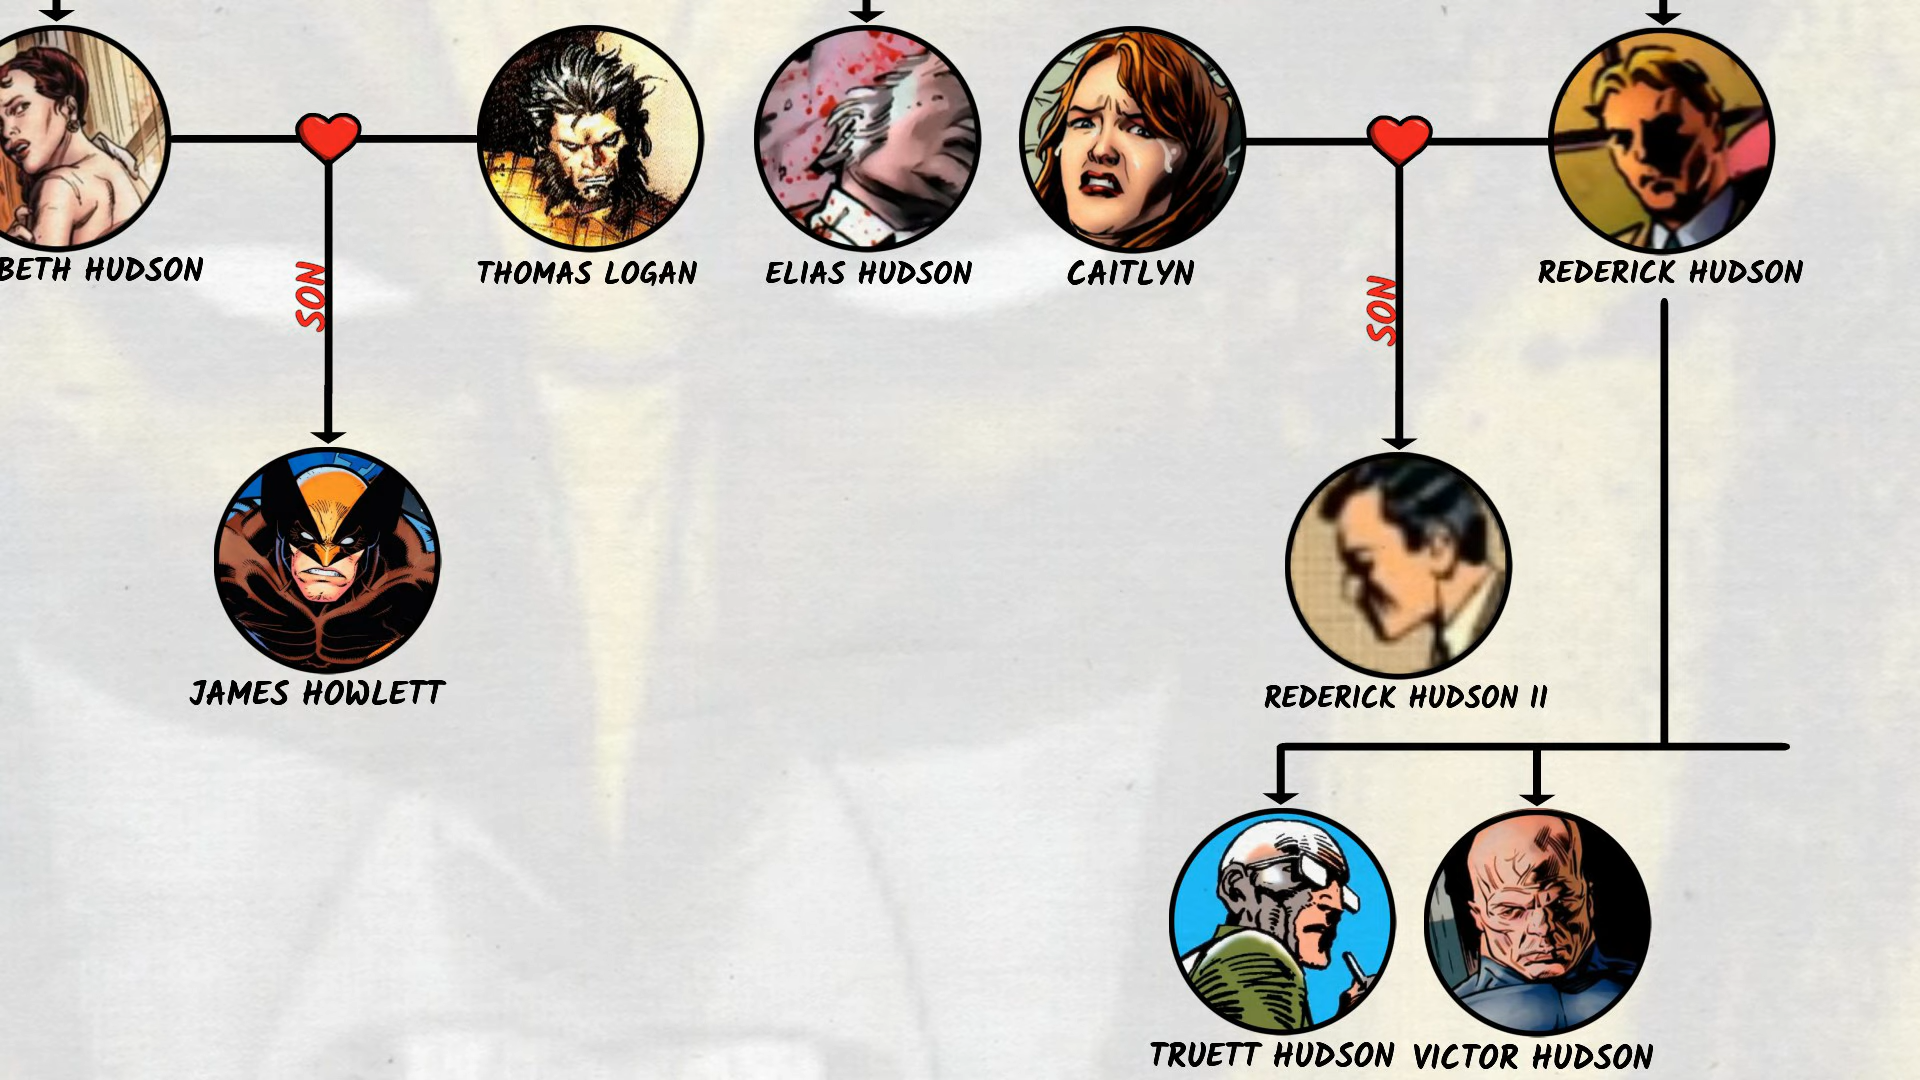 BETH HUDSON
THOMAS LOGAN
ELIAS HUDSON
CAITLYN
REDERICK HUDSON
SON
SON
JAMES HOWLETT
REDERICK HUDSON II
TRUETT HUDSON
VICTOR HUDSON